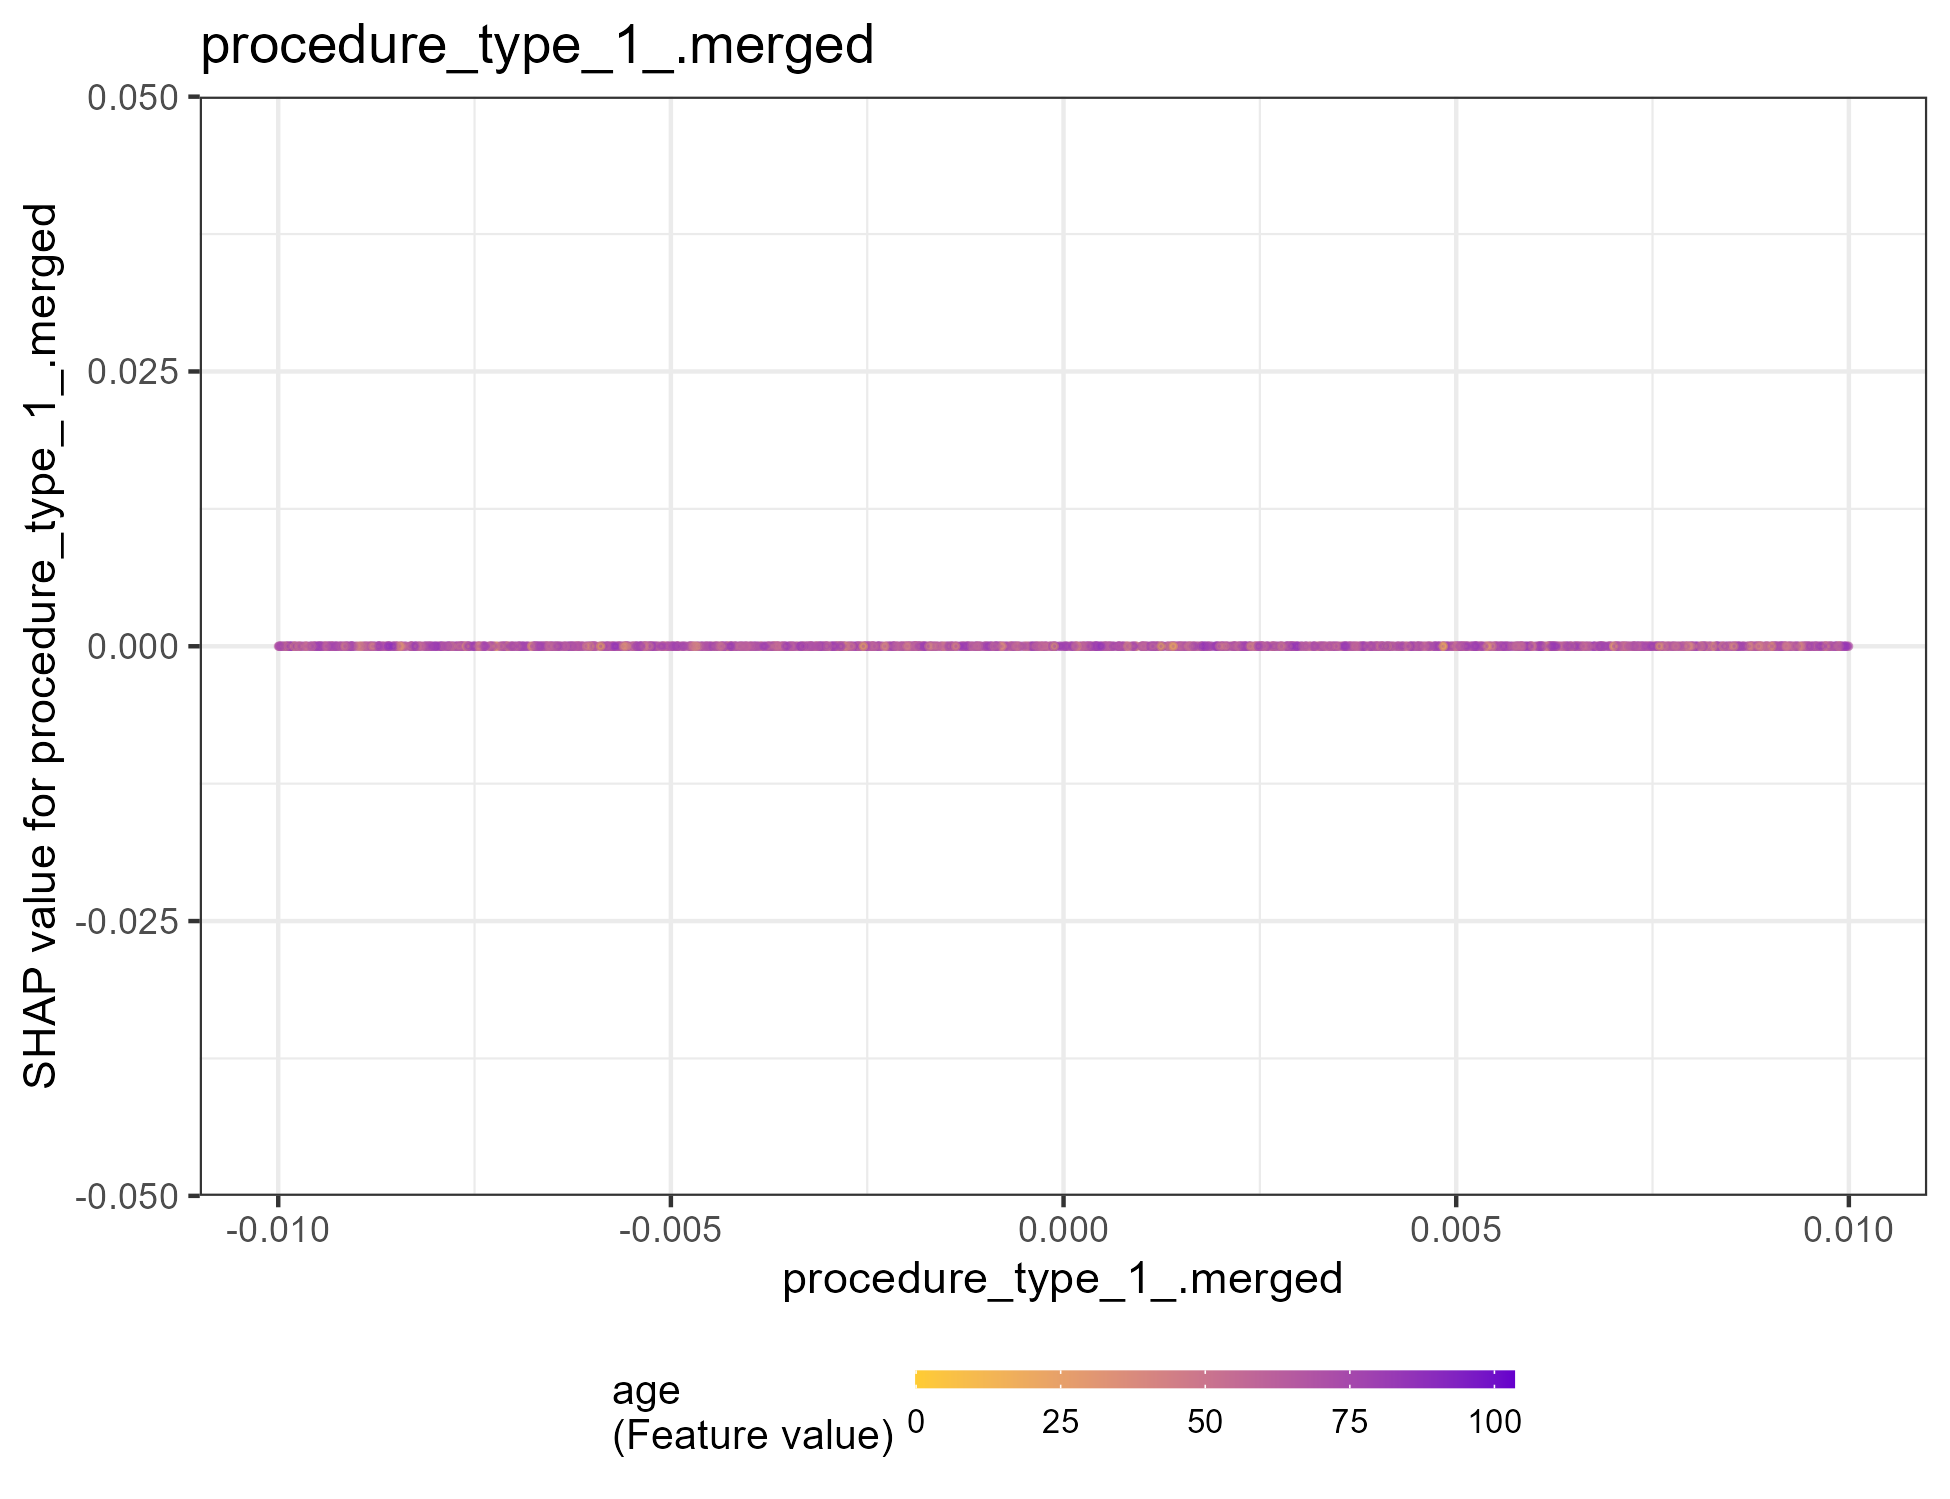 procedure_type_1_.merged
SHAP value for procedure_type_1_.merged
0.050
0.025
0.000
-0.025
-0.050
-0.010 -0.005 0.000 0.005 0.010
procedure_type_1_.merged
age
(Feature value)
0 25 50 75 100